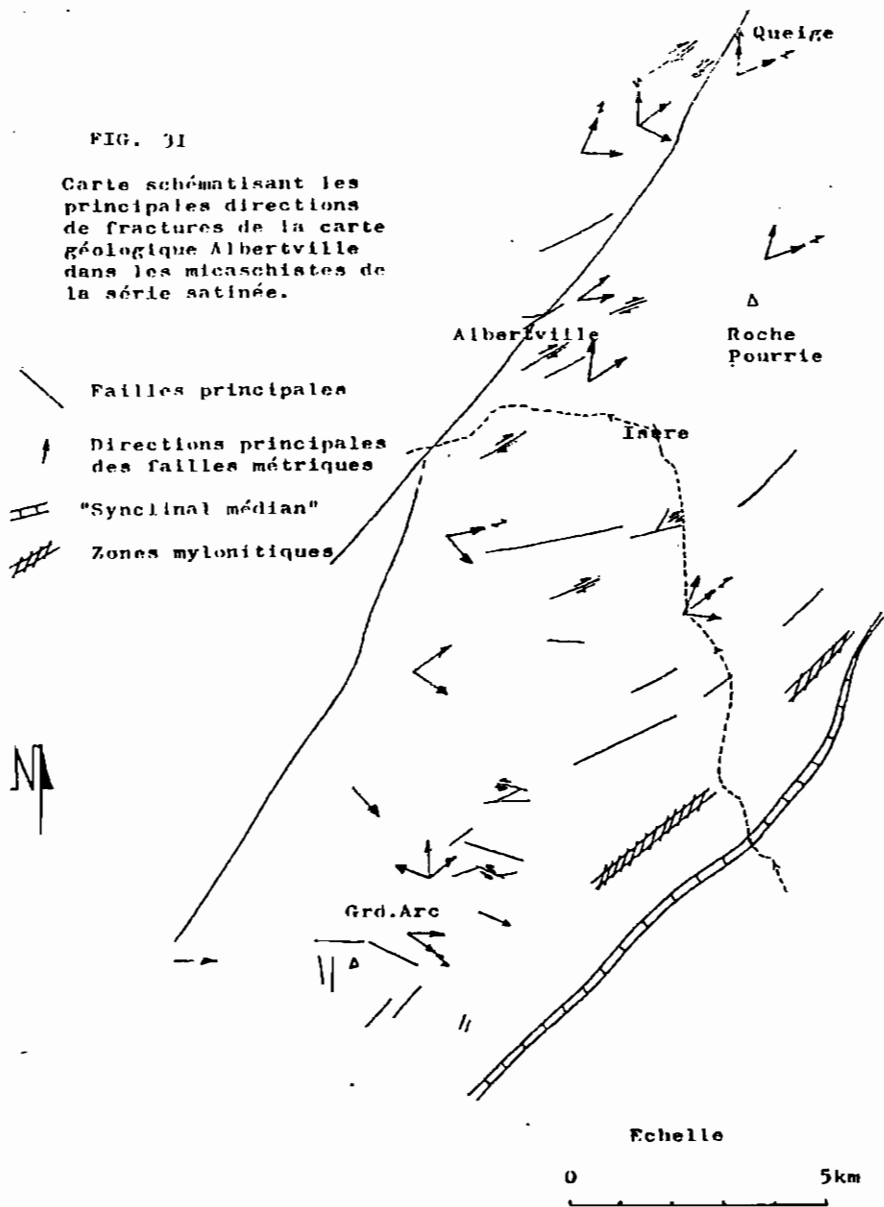 Queige
FIG. 31
Carte schématisant les
principales directions
de fractures de la carte
géologique Albertville
dans les micaschistes de
la série satinée.
Albertville
Roche
Pourrie
Failles principales
Isère
Directions principales
des failles métriques
"Synclinal médian"
Zones mylonitiques
N
Grd.Arc
Echelle
0 5km